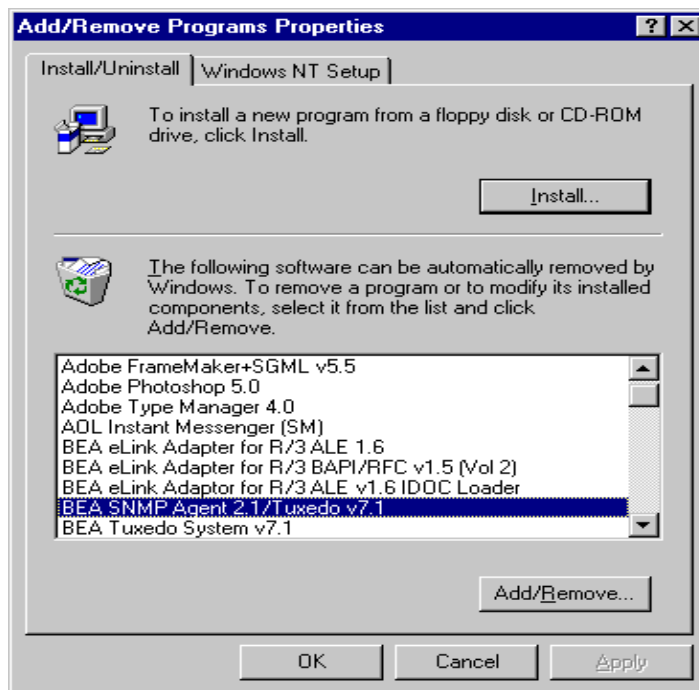 Add/Remove Programs Properties
Install/Uninstall
Windows NT Setup
To install a new program from a floppy disk or CD-ROM
drive, click Install.
Install...
The following software can be automatically removed by
Windows. To remove a program or to modify its installed
components, select it from the list and click
Add/Remove.
Adobe FrameMaker+SGML v5.5
Adobe Photoshop 5.0
Adobe Type Manager 4.0
AOL Instant Messenger (SM)
BEA eLink Adapter for R/3 ALE 1.6
BEA eLink Adapter for R/3 BAPI/RFC v1.5 (Vol 2)
BEA eLink Adaptor for R/3 ALE v1.6 IDOC Loader
BEA SNMP Agent 2.1/Tuxedo v7.1
BEA Tuxedo System v7.1
Add/Remove...
OK
Cancel
Apply